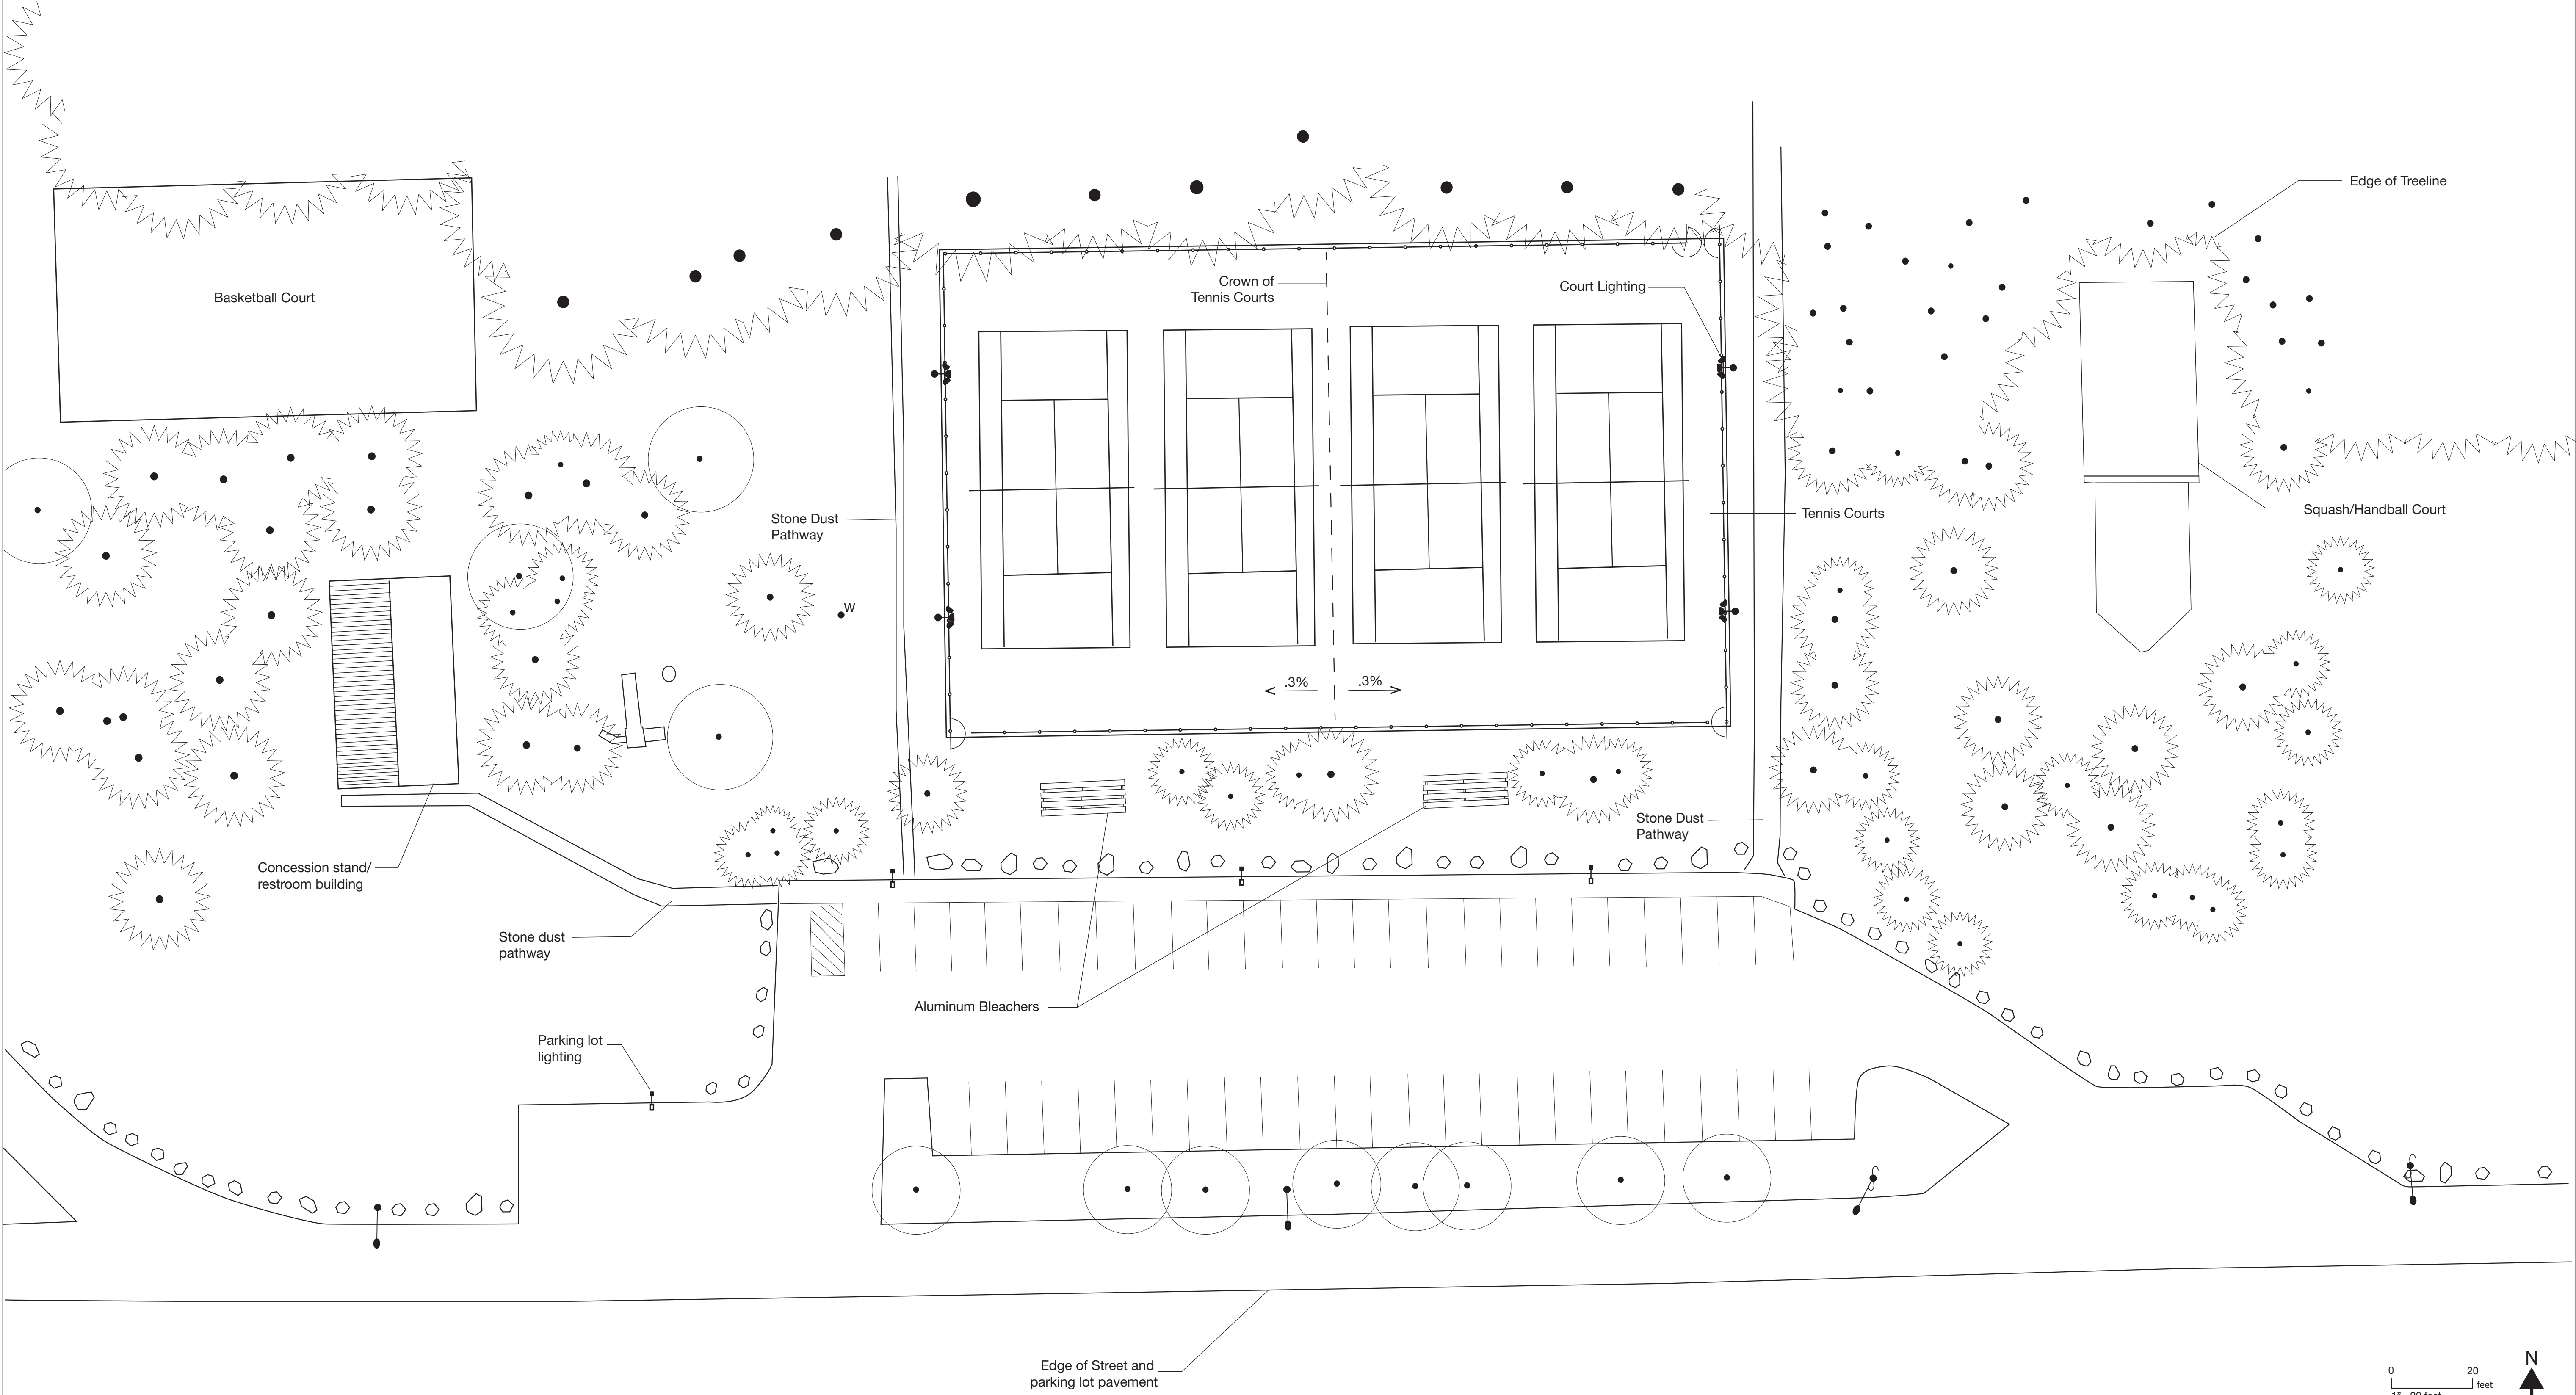 Edge of Treeline
Basketball Court
Crown of
Tennis Courts
Court Lighting
Stone Dust
Pathway
Tennis Courts
Squash/Handball Court
W
.3%
.3%
Stone Dust
Pathway
Concession stand/
restroom building
Stone dust
pathway
Aluminum Bleachers
Parking lot
lighting
Edge of Street and
parking lot pavement
N
0 20
feet